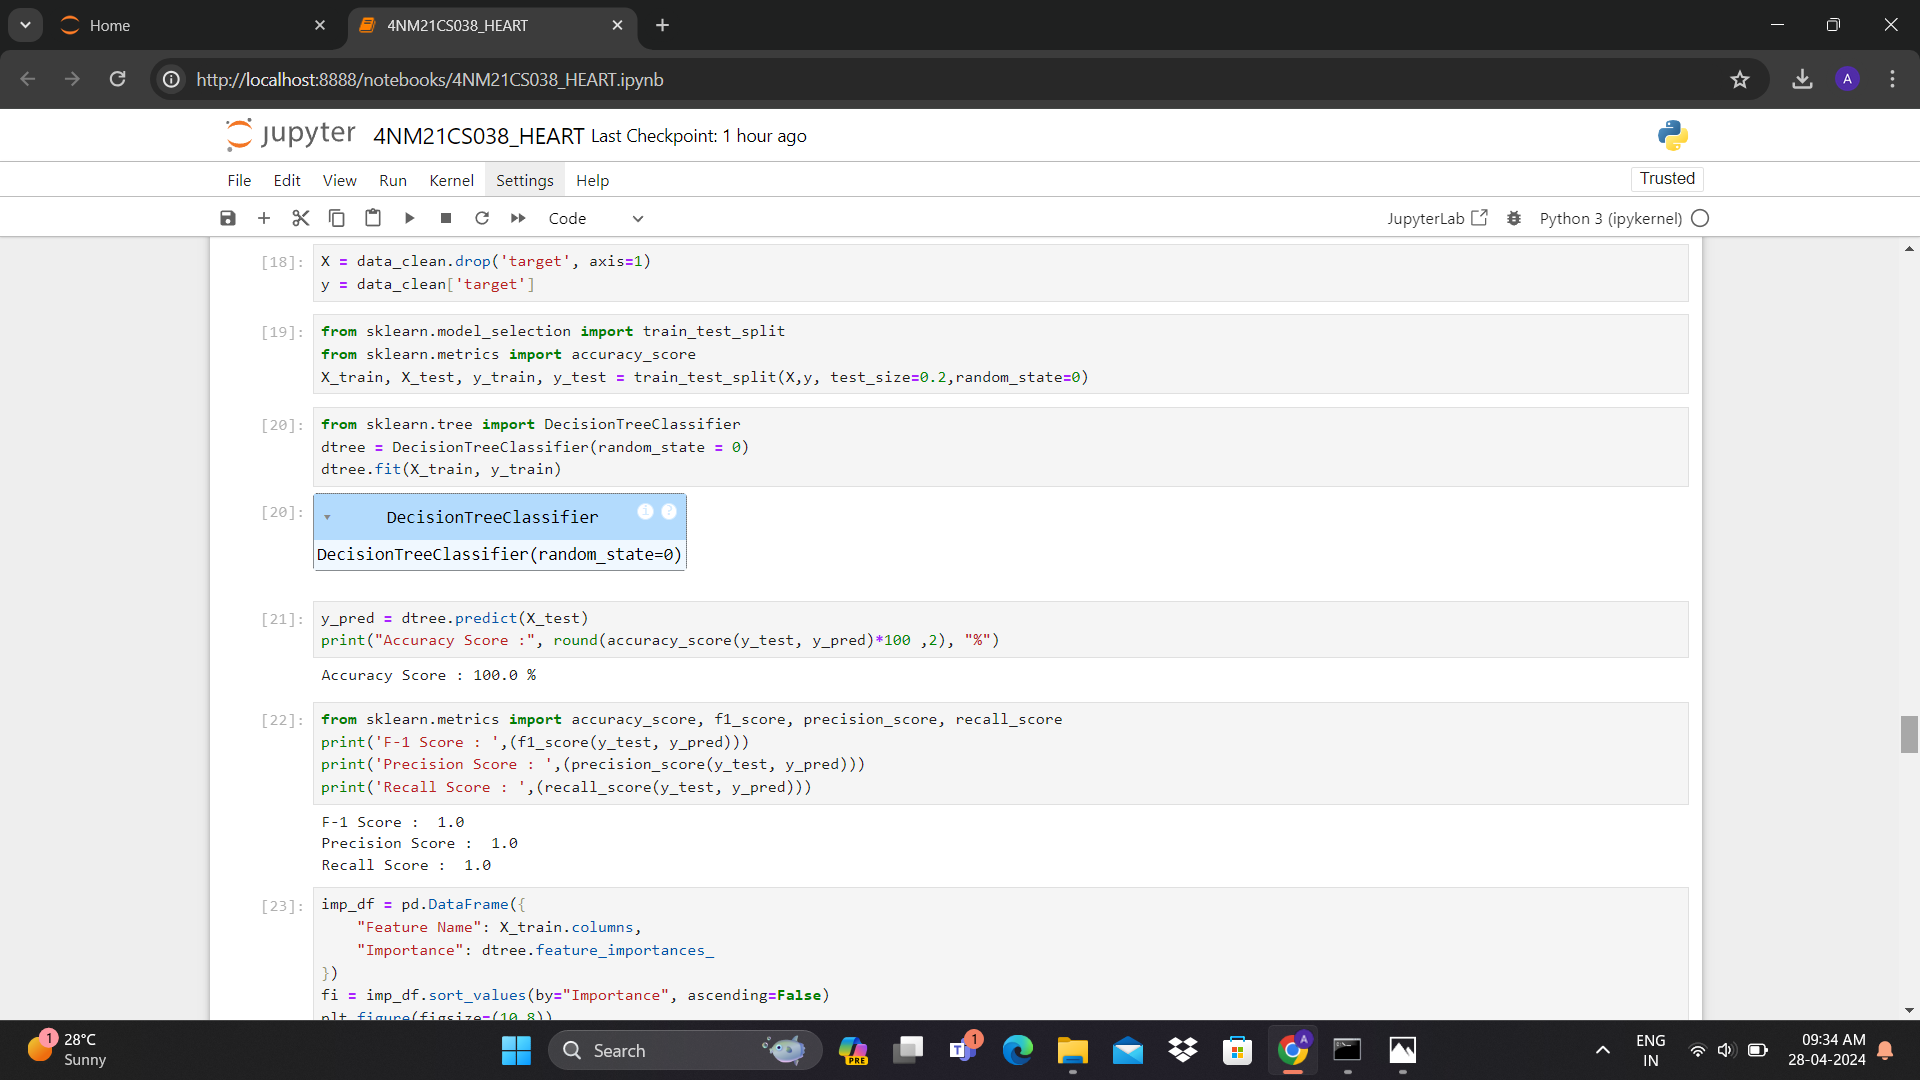 Home
4NM21CS038_HEART
http://localhost:8888/notebooks/4NM21CS038_HEART.ipynb
A
jupyter 4NM21CS038_HEART Last Checkpoint: 1 hour ago
File Edit View Run Kernel Settings Help
Trusted
Code
JupyterLab
Python 3 (ipykernel)
[18]: X = data_clean.drop('target', axis=1)
y = data_clean['target']
[19]: from sklearn.model_selection import train_test_split
from sklearn.metrics import accuracy_score
X_train, X_test, y_train, y_test = train_test_split(X,y, test_size=0.2,random_state=0)
[20]: from sklearn.tree import DecisionTreeClassifier
dtree = DecisionTreeClassifier(random_state = 0)
dtree.fit(X_train, y_train)
[20]: DecisionTreeClassifier i ?
DecisionTreeClassifier(random_state=0)
[21]: y_pred = dtree.predict(X_test)
print("Accuracy Score :", round(accuracy_score(y_test, y_pred)*100 ,2), "%")
Accuracy Score : 100.0 %
[22]: from sklearn.metrics import accuracy_score, f1_score, precision_score, recall_score
print('F-1 Score : ',(f1_score(y_test, y_pred)))
print('Precision Score : ',(precision_score(y_test, y_pred)))
print('Recall Score : ',(recall_score(y_test, y_pred)))
F-1 Score :  1.0
Precision Score :  1.0
Recall Score :  1.0
[23]: imp_df = pd.DataFrame({
"Feature Name": X_train.columns,
"Importance": dtree.feature_importances_
})
fi = imp_df.sort_values(by="Importance", ascending=False)
plt.figure(figsize=(10,8))
1
28°C
Sunny
Search
PRE
T
1
A
ENG
IN
09:34 AM
28-04-2024